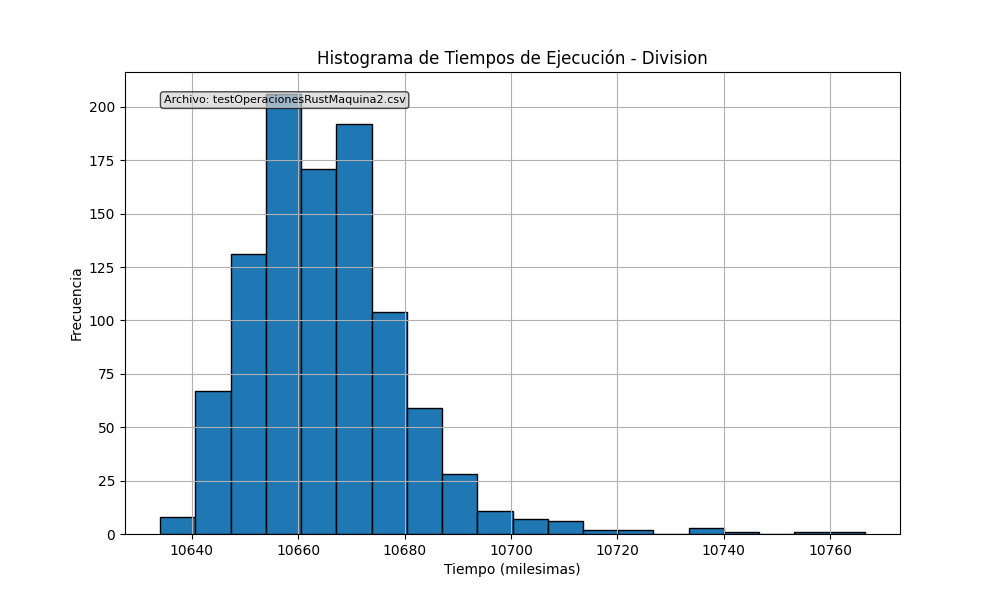 Histograma de Tiempos de Ejecución - Division
Archivo: testOperacionesRustMaquina2.csv
Frecuencia
200
175
150
125
100
75
50
25
0
10640 10660 10680 10700 10720 10740 10760
Tiempo (milesimas)